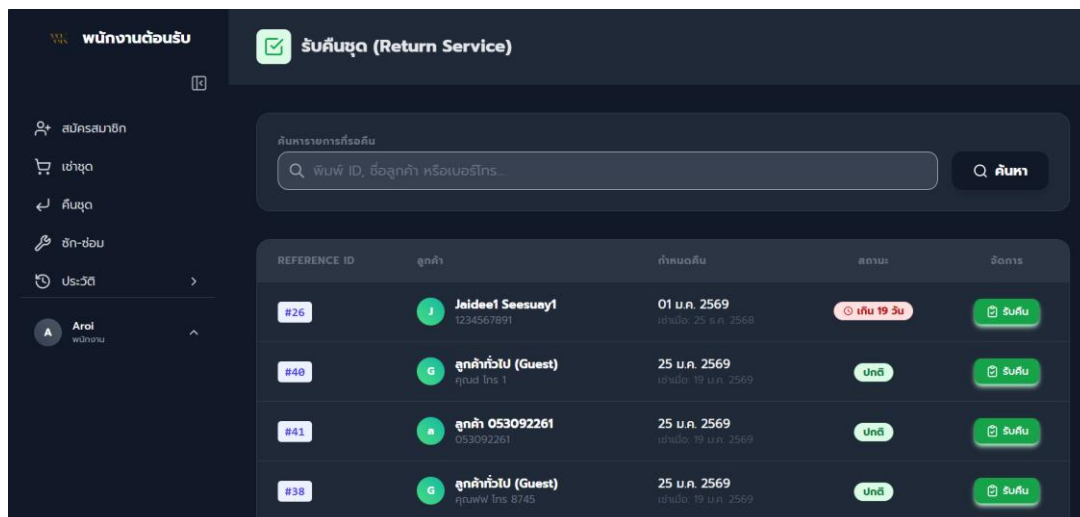 พนักงานต้อนรับ
รับคืนชุด (Return Service)
สมัครสมาชิก
เช่าชุด
คืนชุด
ซัก-ซ่อม
ประวัติ
A
Aroi
พนักงาน
ค้นหารายการที่รอคืน
พิมพ์ ID, ชื่อลูกค้า หรือเบอร์โทร...
ค้นหา
REFERENCE ID ลูกค้า กำหนดคืน สถานะ จัดการ
#26 J Jaidee1 Seesuay1 01 ม.ค. 2569 เกิน 19 วัน รับคืน
1234567891 เช่าเมื่อ: 25 ธ.ค. 2568
#40 G ลูกค้าทั่วไป (Guest) 25 ม.ค. 2569 ปกติ รับคืน
คุณd โทร 1 เช่าเมื่อ: 19 ม.ค. 2569
#41 ลูกค้า 053092261 25 ม.ค. 2569 ปกติ รับคืน
053092261 เช่าเมื่อ: 19 ม.ค. 2569
#38 G ลูกค้าทั่วไป (Guest) 25 ม.ค. 2569 ปกติ รับคืน
คุณฟฟ โทร 8745 เช่าเมื่อ: 19 ม.ค. 2569